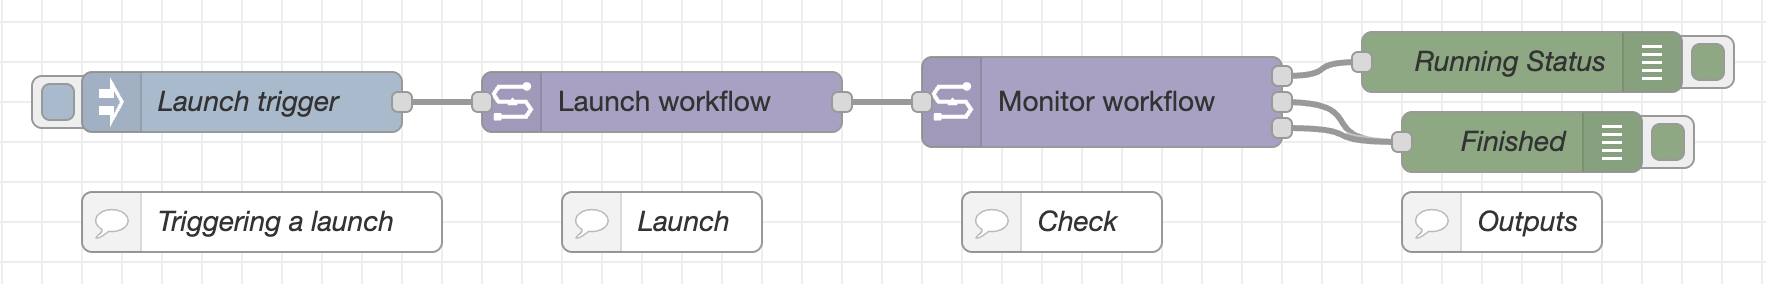 Launch trigger
Launch workflow
Monitor workflow
Running Status
Finished
Triggering a launch
Launch
Check
Outputs